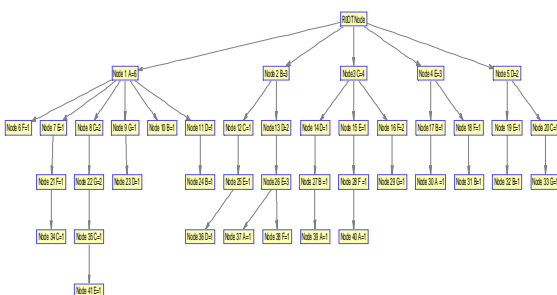 R0DT Node
Node 1 A=6
Node 2 B=3
Node3 C=4
Node 4 E=3
Node 5 D=2
Node 6 F=1
Node 7 E=1
Node 8 C=2
Node 9 G=1
Node 10 B=1
Node 11 D=1
Node 12 C=1
Node 13 D=2
Node 14 D=1
Node 15 E=1
Node 16 F=2
Node 17 B=1
Node 18 F=1
Node 19 E=1
Node 20 C=1
Node 21 F=1
Node 22 G=2
Node 23 D=1
Node 24 B=1
Node 25 E=1
Node 26 E=3
Node 27 B=1
Node 28 F =1
Node 29 G=1
Node 30 A =1
Node 31 B=1
Node 32 B=1
Node 33 G=1
Node 34 C=1
Node 35 C=1
Node 36 D=1
Node 37 A=1
Node 38 F=1
Node 39 A=1
Node 40 A=1
Node 41 E=1